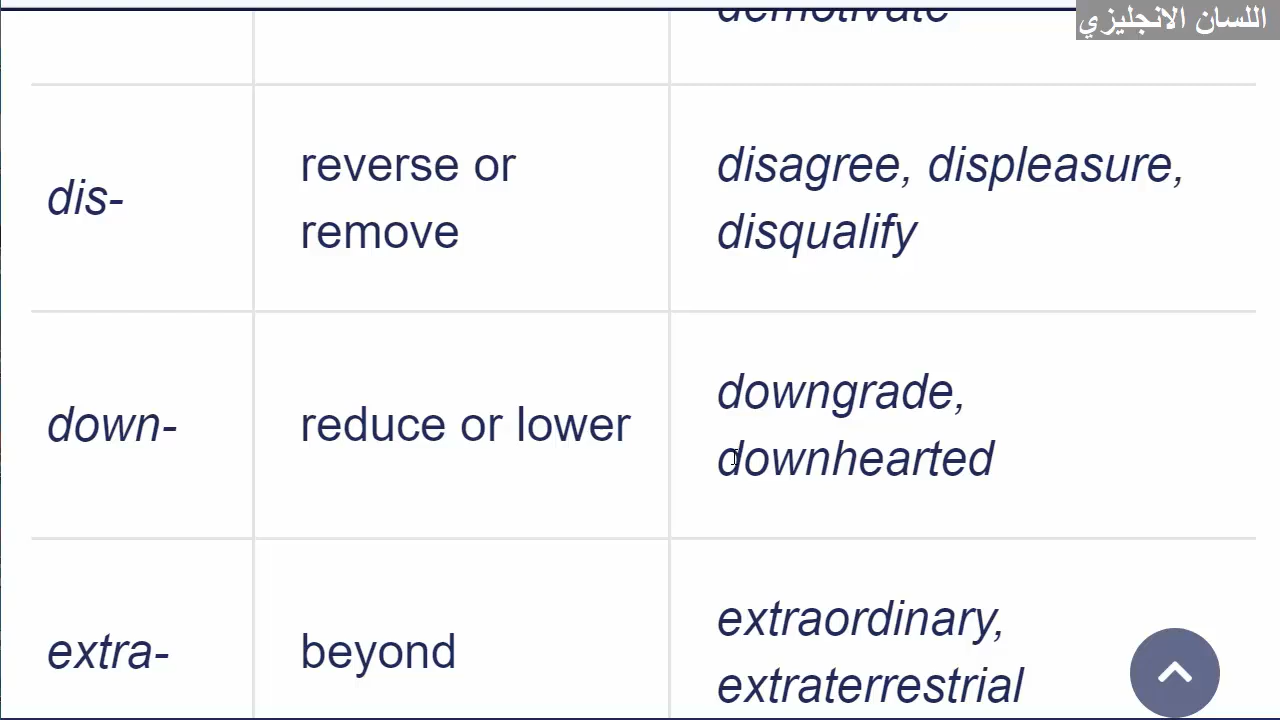 demotivate
اللسان الانجليزي
dis-
reverse or
remove
disagree, displeasure,
disqualify
down-
reduce or lower
downgrade,
downhearted
extra-
beyond
extraordinary,
extraterrestrial